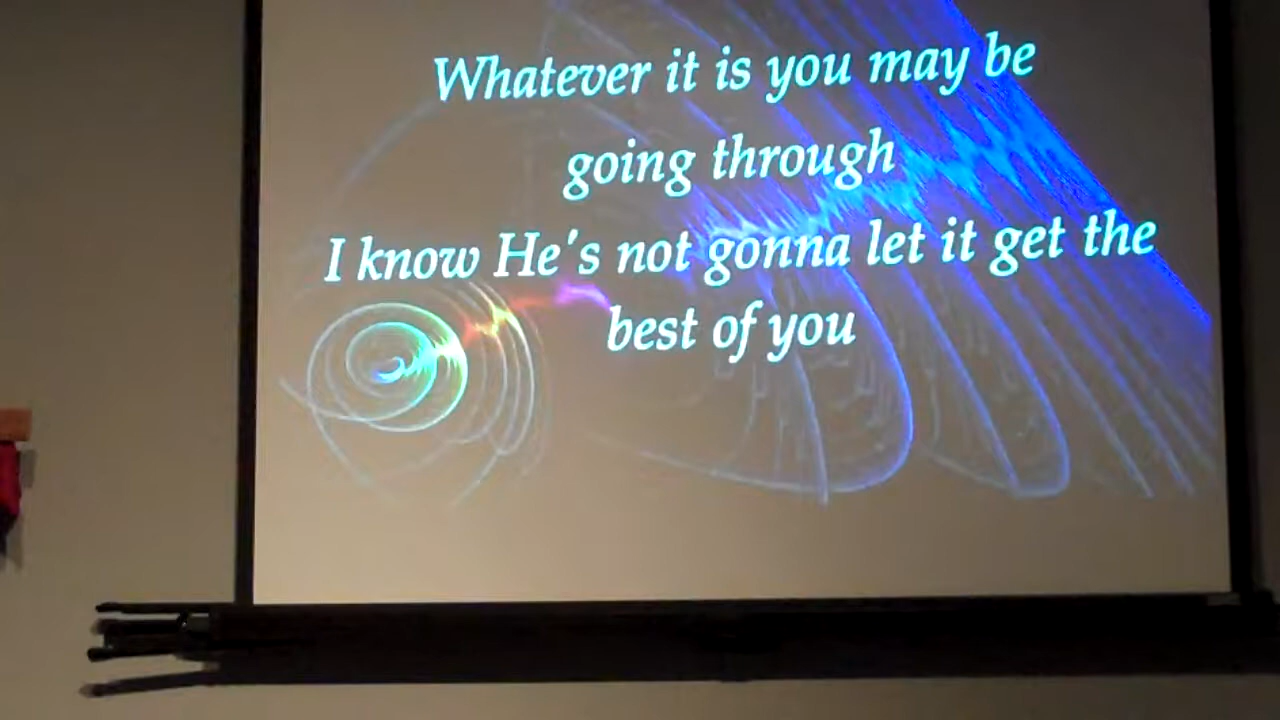 Whatever it is you may be
going through
I know He's not gonna let it get the
best of you